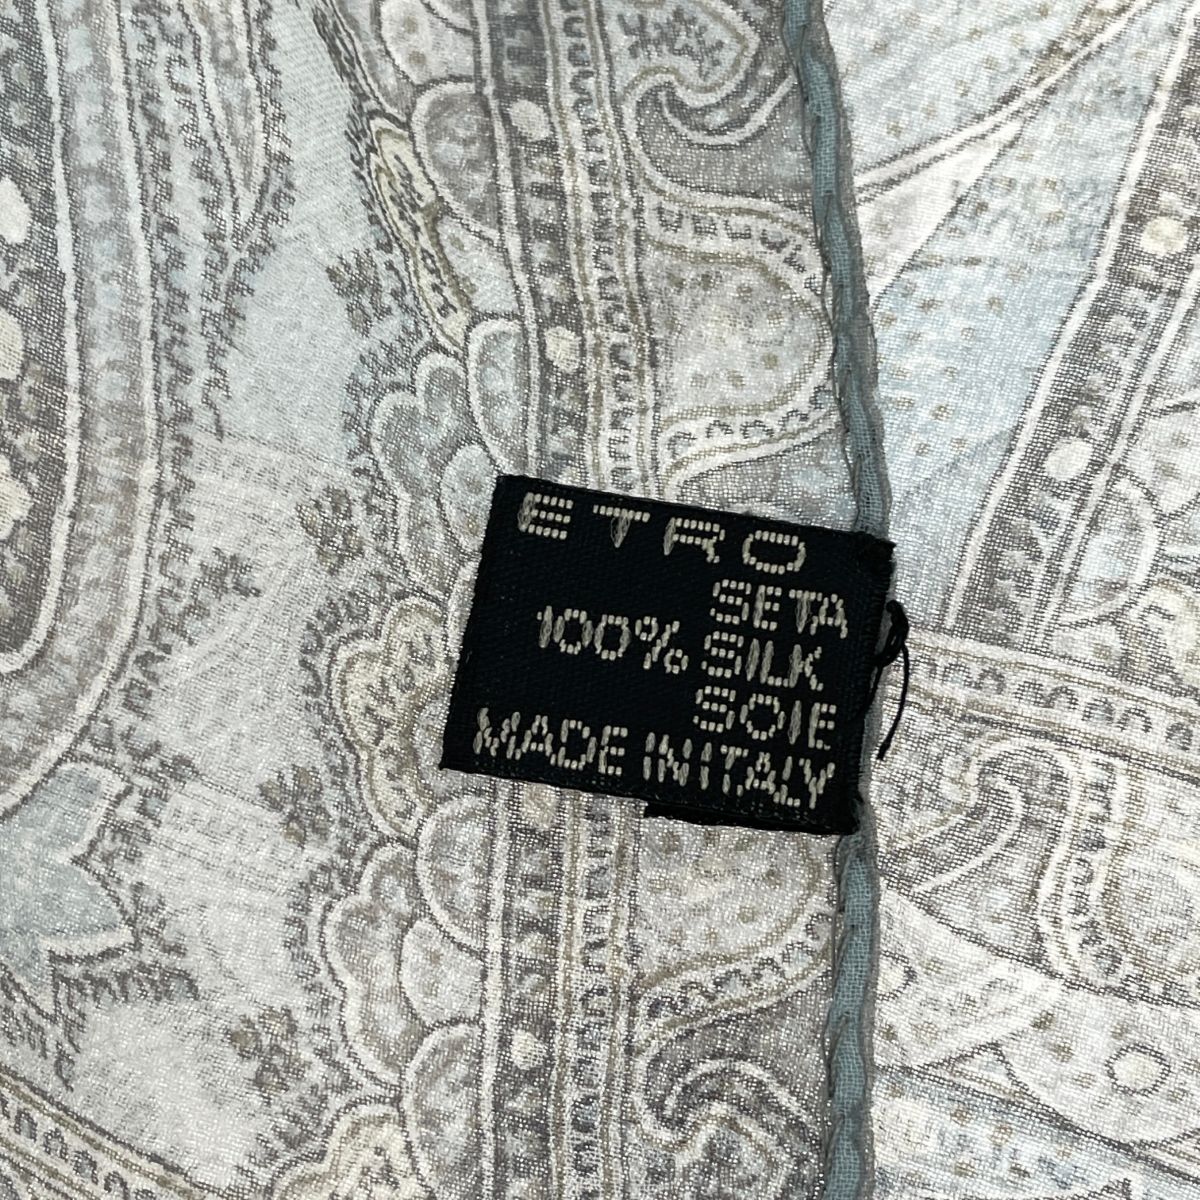 ETRO
SETA
100% SILK
SOIE
MADE IN ITALY